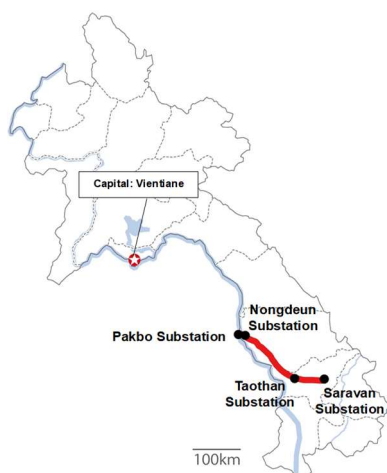 Capital: Vientiane
Nongdeun
Substation
Pakbo Substation
Taothan
Substation
Saravan
Substation
100km